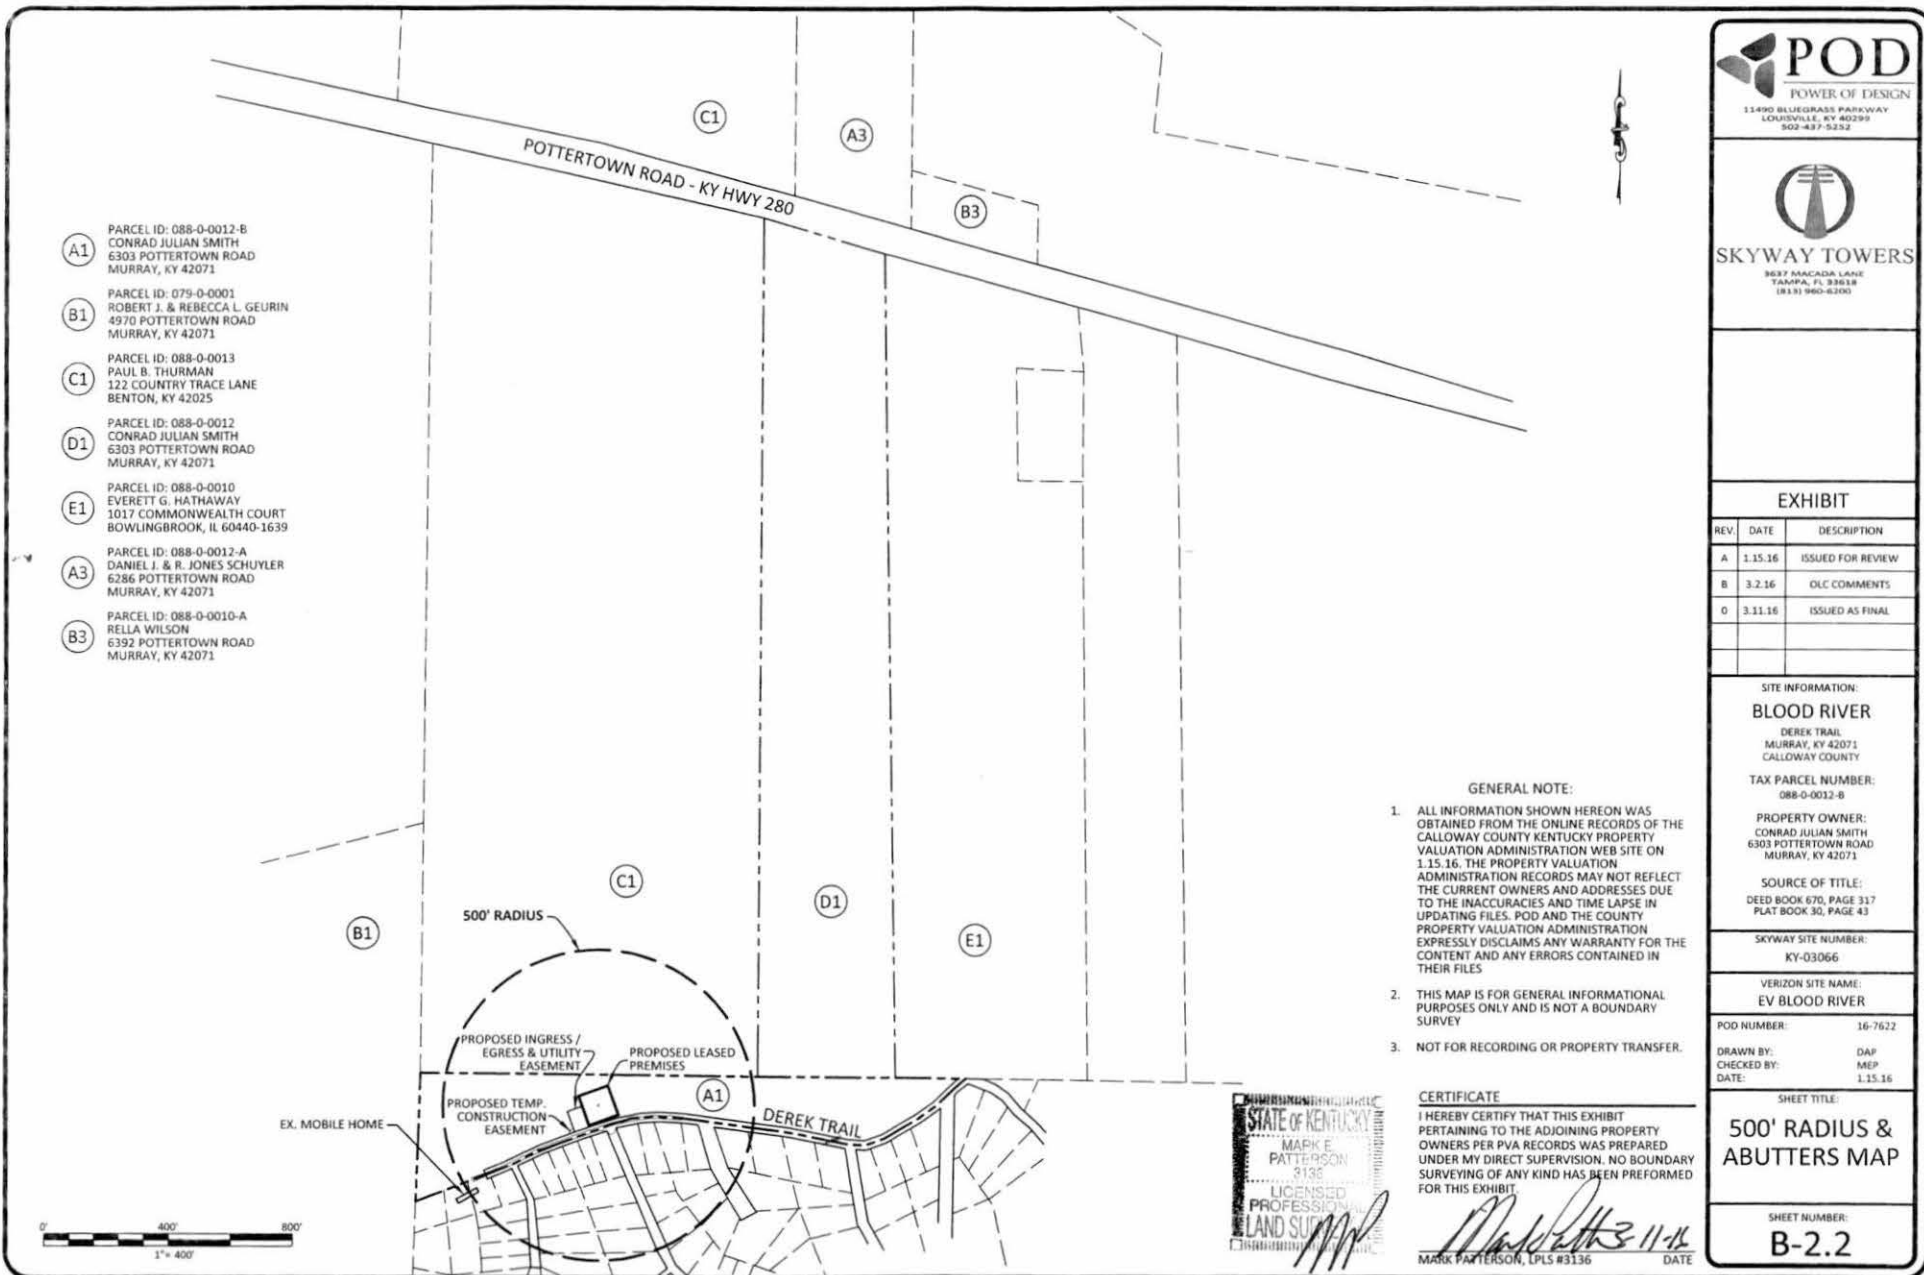 C1
A3
B3
POTTERTOWN ROAD - KY HWY 280
A1
PARCEL ID: 088-0-0012-B
CONRAD JULIAN SMITH
6303 POTTERTOWN ROAD
MURRAY, KY 42071
B1
PARCEL ID: 079-0-0001
ROBERT J. & REBECCA L. GEURIN
4970 POTTERTOWN ROAD
MURRAY, KY 42071
C1
PARCEL ID: 088-0-0013
PAUL B. THURMAN
122 COUNTRY TRACE LANE
BENTON, KY 42025
D1
PARCEL ID: 088-0-0012
CONRAD JULIAN SMITH
6303 POTTERTOWN ROAD
MURRAY, KY 42071
E1
PARCEL ID: 088-0-0010
EVERETT G. HATHAWAY
1017 COMMONWEALTH COURT
BOWLINGBROOK, IL 60440-1639
A3
PARCEL ID: 088-0-0012-A
DANIEL J. & R. JONES SCHUYLER
6286 POTTERTOWN ROAD
MURRAY, KY 42071
B3
PARCEL ID: 088-0-0010-A
RELLA WILSON
6392 POTTERTOWN ROAD
MURRAY, KY 42071
C1
D1
B1
E1
500' RADIUS
PROPOSED INGRESS /
EGRESS & UTILITY
EASEMENT
PROPOSED LEASED
PREMISES
PROPOSED TEMP.
CONSTRUCTION
EASEMENT
A1
DEREK TRAIL
EX. MOBILE HOME
0' 400' 800'
1"= 400'
GENERAL NOTE:
1. ALL INFORMATION SHOWN HEREON WAS
OBTAINED FROM THE ONLINE RECORDS OF THE
CALLOWAY COUNTY KENTUCKY PROPERTY
VALUATION ADMINISTRATION WEB SITE ON
1.15.16. THE PROPERTY VALUATION
ADMINISTRATION RECORDS MAY NOT REFLECT
THE CURRENT OWNERS AND ADDRESSES DUE
TO THE INACCURACIES AND TIME LAPSE IN
UPDATING FILES. POD AND THE COUNTY
PROPERTY VALUATION ADMINISTRATION
EXPRESSLY DISCLAIMS ANY WARRANTY FOR THE
CONTENT AND ANY ERRORS CONTAINED IN
THEIR FILES
2. THIS MAP IS FOR GENERAL INFORMATIONAL
PURPOSES ONLY AND IS NOT A BOUNDARY
SURVEY
3. NOT FOR RECORDING OR PROPERTY TRANSFER.
STATE of KENTUCKY
MARK E.
PATTERSON
3136
LICENSED
PROFESSIONAL
LAND
CERTIFICATE
I HEREBY CERTIFY THAT THIS EXHIBIT
PERTAINING TO THE ADJOINING PROPERTY
OWNERS PER PVA RECORDS WAS PREPARED
UNDER MY DIRECT SUPERVISION. NO BOUNDARY
SURVEYING OF ANY KIND HAS BEEN PREFORMED
FOR THIS EXHIBIT.
MARK PATTERSON, LPLS #3136 DATE
POD
POWER OF DESIGN
11490 BLUEGRASS PARKWAY
LOUISVILLE, KY 40299
502-437-5252
SKYWAY TOWERS
3637 MACADA LANE
TAMPA, FL 33618
(813) 960-6200
EXHIBIT
REV. DATE DESCRIPTION
A 1.15.16 ISSUED FOR REVIEW
B 3.2.16 OLC COMMENTS
0 3.11.16 ISSUED AS FINAL
SITE INFORMATION:
BLOOD RIVER
DEREK TRAIL
MURRAY, KY 42071
CALLOWAY COUNTY
TAX PARCEL NUMBER:
088-0-0012-B
PROPERTY OWNER:
CONRAD JULIAN SMITH
6303 POTTERTOWN ROAD
MURRAY, KY 42071
SOURCE OF TITLE:
DEED BOOK 670, PAGE 317
PLAT BOOK 30, PAGE 43
SKYWAY SITE NUMBER:
KY-03066
VERIZON SITE NAME:
EV BLOOD RIVER
POD NUMBER: 16-7622
DRAWN BY: DAP
CHECKED BY: MEP
DATE: 1.15.16
SHEET TITLE:
500' RADIUS &
ABUTTERS MAP
SHEET NUMBER:
B-2.2